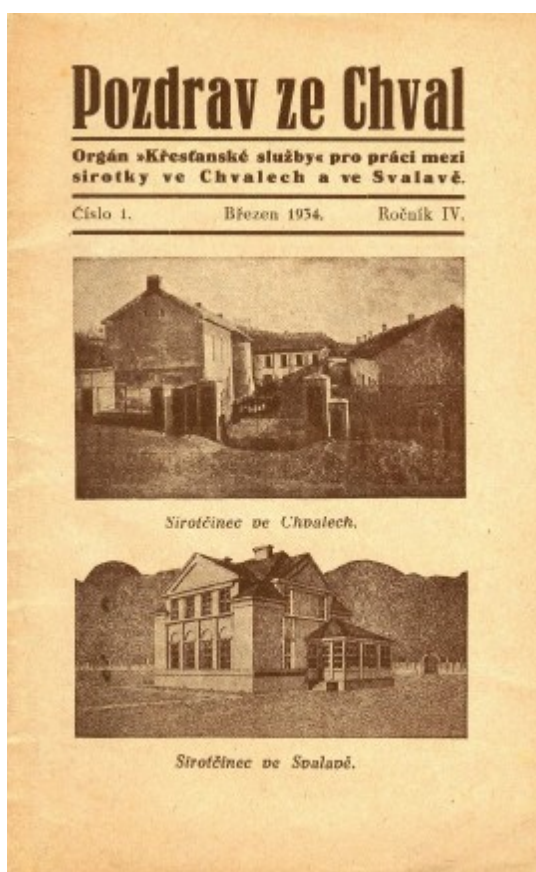 Pozdrav ze Chval
Orgán »Křesťanské služby« pro práci mezi
sirotky ve Chvalech a ve Svalavě.
Číslo 1. Březen 1934. Ročník IV.
Sirotčinec ve Chvalech.
Sirotčinec ve Svalavě.